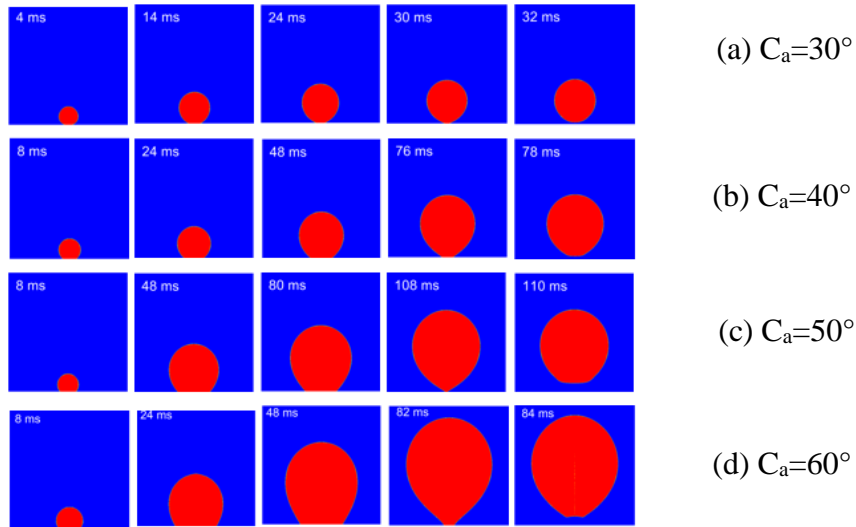 4 ms 14 ms 24 ms 30 ms 32 ms
(a) Cₐ=30°
8 ms 24 ms 48 ms 76 ms 78 ms
(b) Cₐ=40°
8 ms 48 ms 80 ms 108 ms 110 ms
(c) Cₐ=50°
8 ms 24 ms 48 ms 82 ms 84 ms
(d) Cₐ=60°